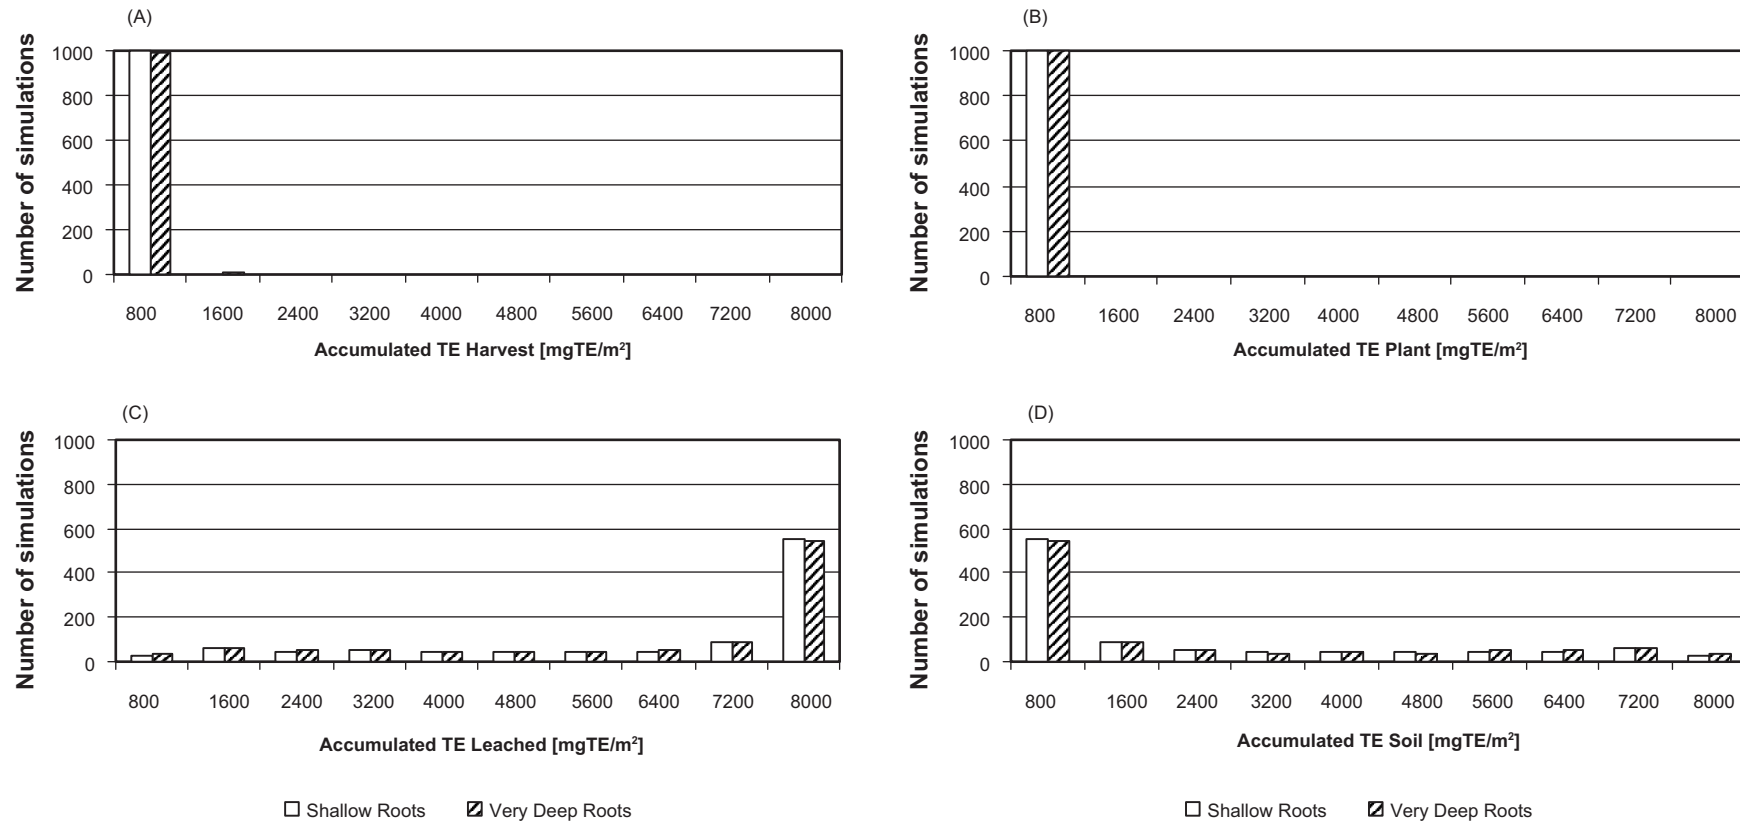 (A)
Number of simulations
1000
800
600
400
200
0
800 1600 2400 3200 4000 4800 5600 6400 7200 8000
Accumulated TE Harvest [mgTE/m²]
(B)
Number of simulations
1000
800
600
400
200
0
800 1600 2400 3200 4000 4800 5600 6400 7200 8000
Accumulated TE Plant [mgTE/m²]
(C)
Number of simulations
1000
800
600
400
200
0
800 1600 2400 3200 4000 4800 5600 6400 7200 8000
Accumulated TE Leached [mgTE/m²]
Shallow Roots Very Deep Roots
(D)
Number of simulations
1000
800
600
400
200
0
800 1600 2400 3200 4000 4800 5600 6400 7200 8000
Accumulated TE Soil [mgTE/m²]
Shallow Roots Very Deep Roots